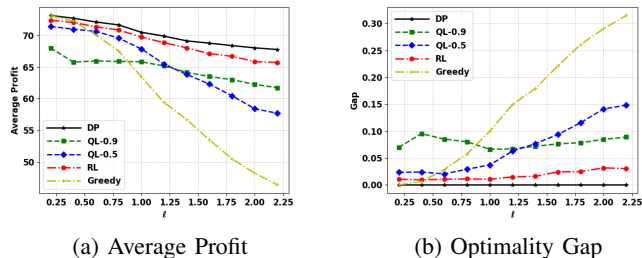 70
65
60
55
50
Average Profit
DP
QL-0.9
QL-0.5
RL
Greedy
0.25 0.50 0.75 1.00 1.25 1.50 1.75 2.00 2.25
ℓ
(a) Average Profit
0.30
0.25
0.20
0.15
0.10
0.05
0.00
Gap
DP
QL-0.9
QL-0.5
RL
Greedy
0.25 0.50 0.75 1.00 1.25 1.50 1.75 2.00 2.25
ℓ
(b) Optimality Gap